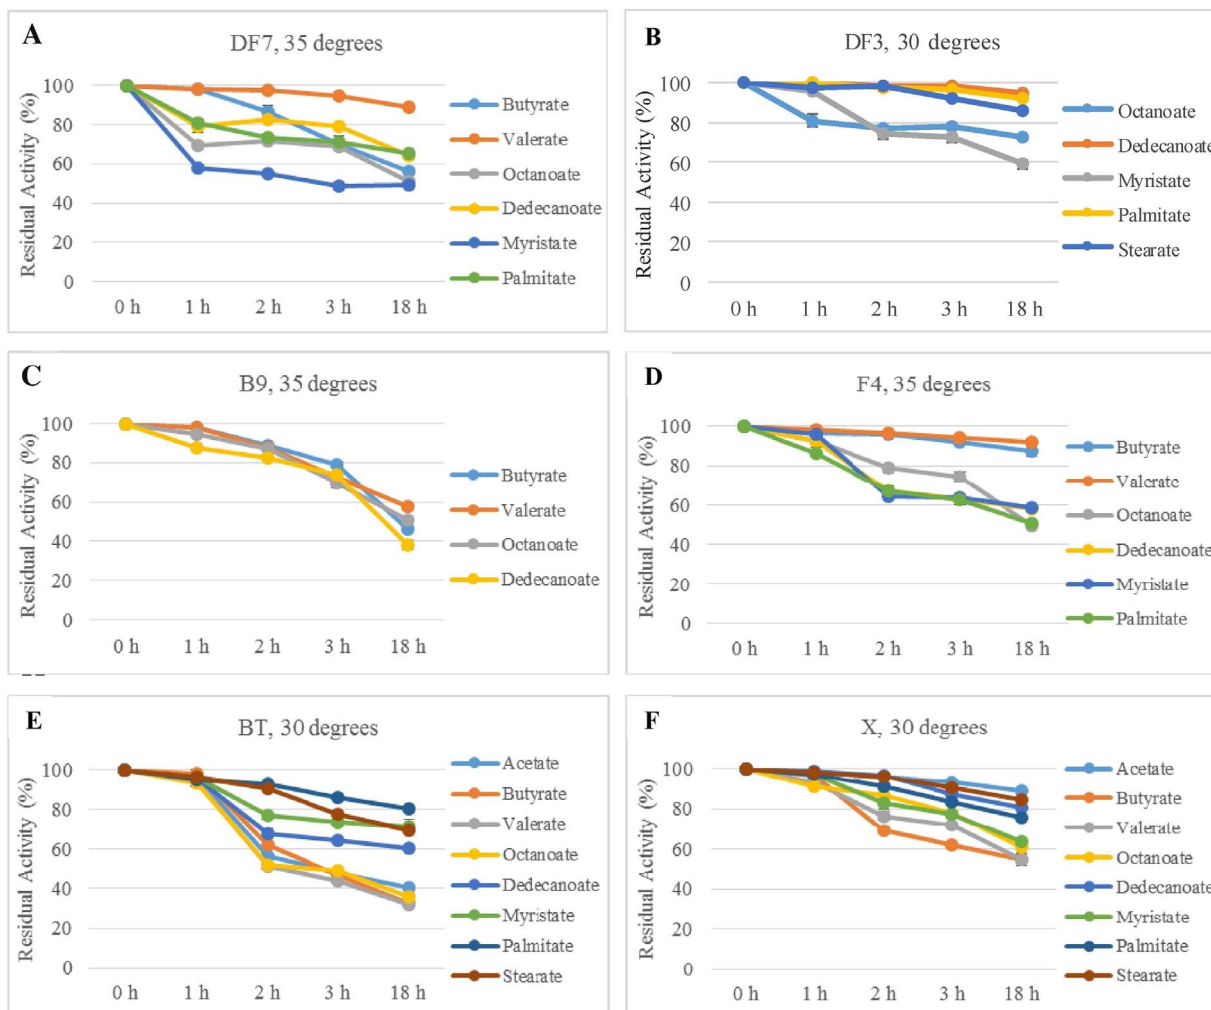 A
DF7, 35 degrees
Residual Activity (%)
100
80
60
40
20
0
0 h
1 h
2 h
3 h
18 h
Butyrate
Valerate
Octanoate
Dedecanoate
Myristate
Palmitate
B
DF3, 30 degrees
Residual Activity (%)
100
80
60
40
20
0
0 h
1 h
2 h
3 h
18 h
Octanoate
Dedecanoate
Myristate
Palmitate
Stearate
C
B9, 35 degrees
Residual Activity (%)
100
80
60
40
20
0
0 h
1 h
2 h
3 h
18 h
Butyrate
Valerate
Octanoate
Dedecanoate
D
F4, 35 degrees
Residual Activity (%)
100
80
60
40
20
0
0 h
1 h
2 h
3 h
18 h
Butyrate
Valerate
Octanoate
Dedecanoate
Myristate
Palmitate
E
BT, 30 degrees
Residual Activity (%)
100
80
60
40
20
0
0 h
1 h
2 h
3 h
18 h
Acetate
Butyrate
Valerate
Octanoate
Dedecanoate
Myristate
Palmitate
Stearate
F
X, 30 degrees
Residual Activity (%)
100
80
60
40
20
0
0 h
1 h
2 h
3 h
18 h
Acetate
Butyrate
Valerate
Octanoate
Dedecanoate
Myristate
Palmitate
Stearate